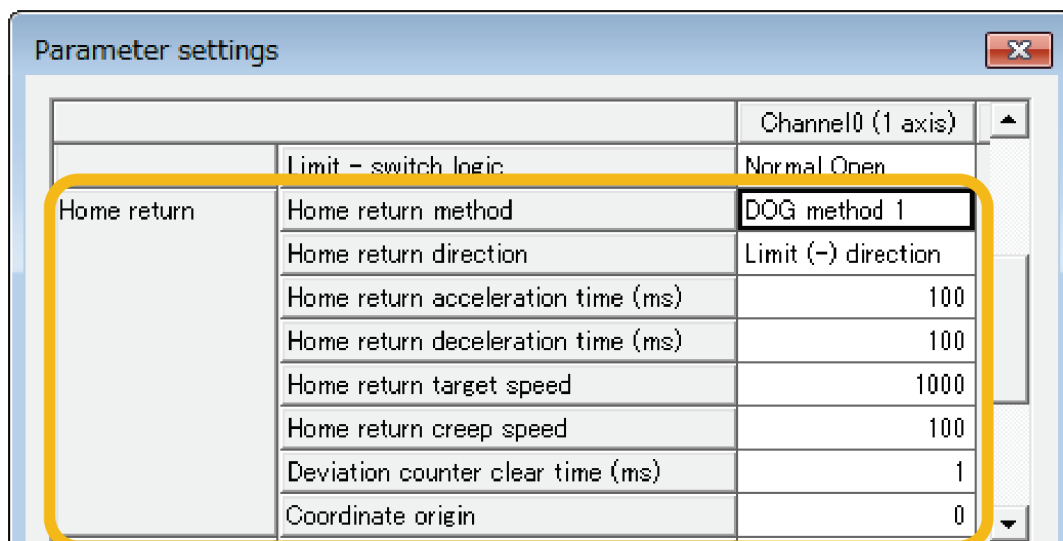 Parameter settings
Channel0 (1 axis)
Limit - switch logic Normal Open
Home return Home return method DOG method 1
Home return direction Limit (-) direction
Home return acceleration time (ms) 100
Home return deceleration time (ms) 100
Home return target speed 1000
Home return creep speed 100
Deviation counter clear time (ms) 1
Coordinate origin 0